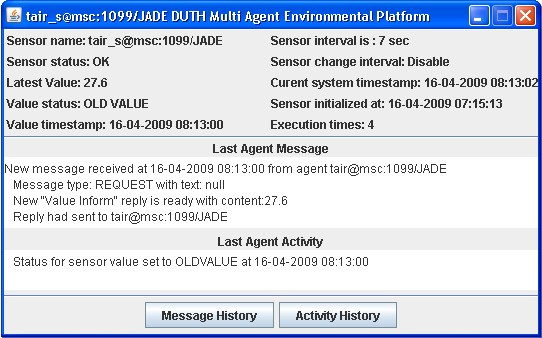 tair_s@msc:1099/JADE DUTH Multi Agent Environmental Platform
Sensor name: tair_s@msc:1099/JADE Sensor interval is : 7 sec
Sensor status: OK Sensor change interval: Disable
Latest Value: 27.6 Curent system timestamp: 16-04-2009 08:13:02
Value status: OLD VALUE Sensor initialized at: 16-04-2009 07:15:13
Value timestamp: 16-04-2009 08:13:00 Execution times: 4
Last Agent Message
New message received at 16-04-2009 08:13:00 from agent tair@msc:1099/JADE
Message type: REQUEST with text: null
New "Value Inform" reply is ready with content:27.6
Reply had sent to tair@msc:1099/JADE
Last Agent Activity
Status for sensor value set to OLDVALUE at 16-04-2009 08:13:00
Message History Activity History